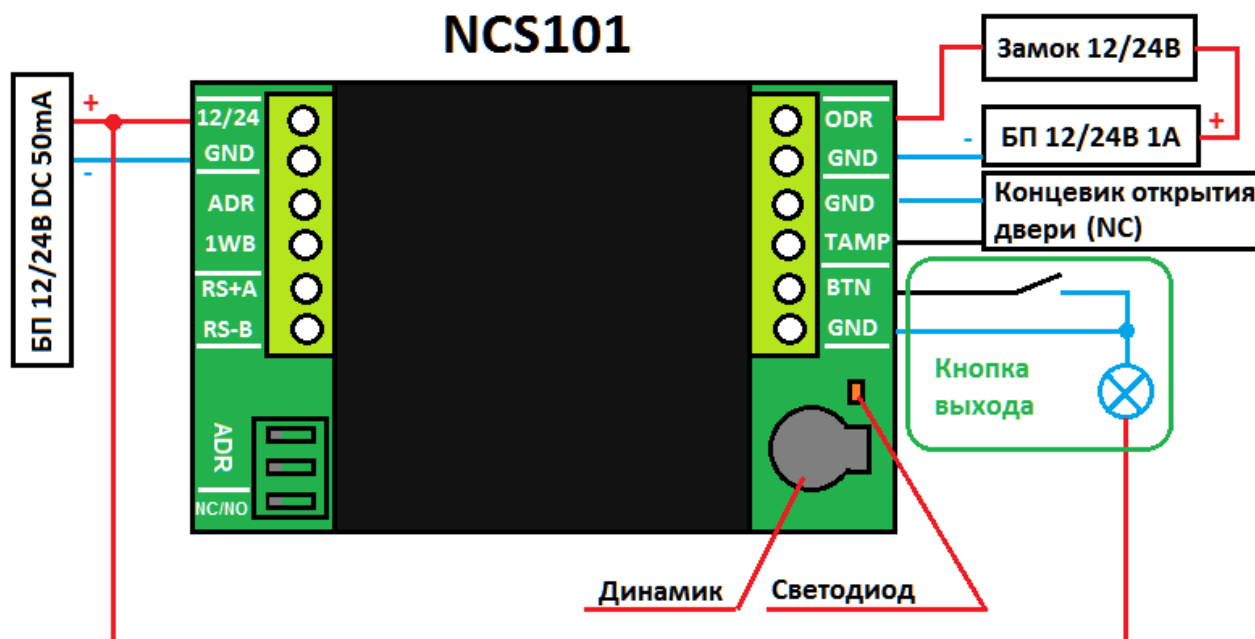 NCS101
БП 12/24В DC 50mA
+
-
12/24
GND
ADR
1WB
RS+A
RS-B
ADR
NC/NO
ODR
GND
GND
TAMP
BTN
GND
Замок 12/24В
-
БП 12/24В 1А
+
Концевик открытия
двери (NC)
Кнопка
выхода
Динамик
Светодиод